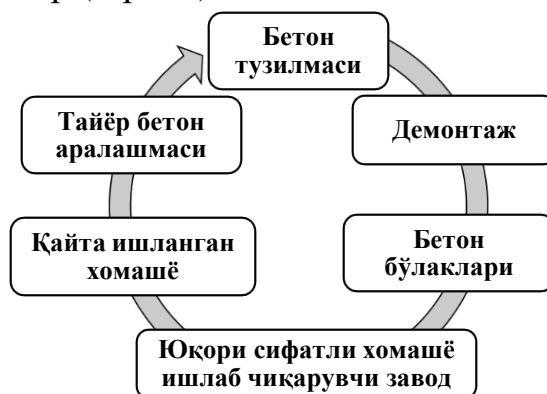 Бетон
тузилмаси
Демонтаж
Бетон
бўлаклари
Юқори сифатли хомашё
ишлаб чиқарувчи завод
Қайта ишланган
хомашё
Тайёр бетон
аралашмаси